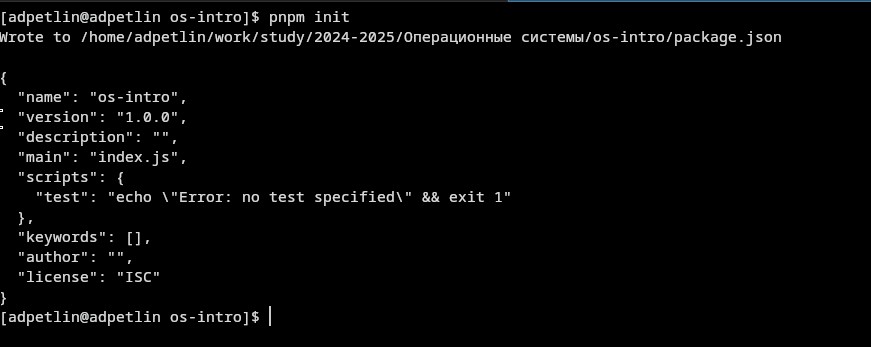 [adpetlin@adpetlin os-intro]$ pnpm init
Wrote to /home/adpetlin/work/study/2024-2025/Операционные системы/os-intro/package.json
{
  "name": "os-intro",
  "version": "1.0.0",
  "description": "",
  "main": "index.js",
  "scripts": {
    "test": "echo \"Error: no test specified\" && exit 1"
  },
  "keywords": [],
  "author": "",
  "license": "ISC"
}
[adpetlin@adpetlin os-intro]$